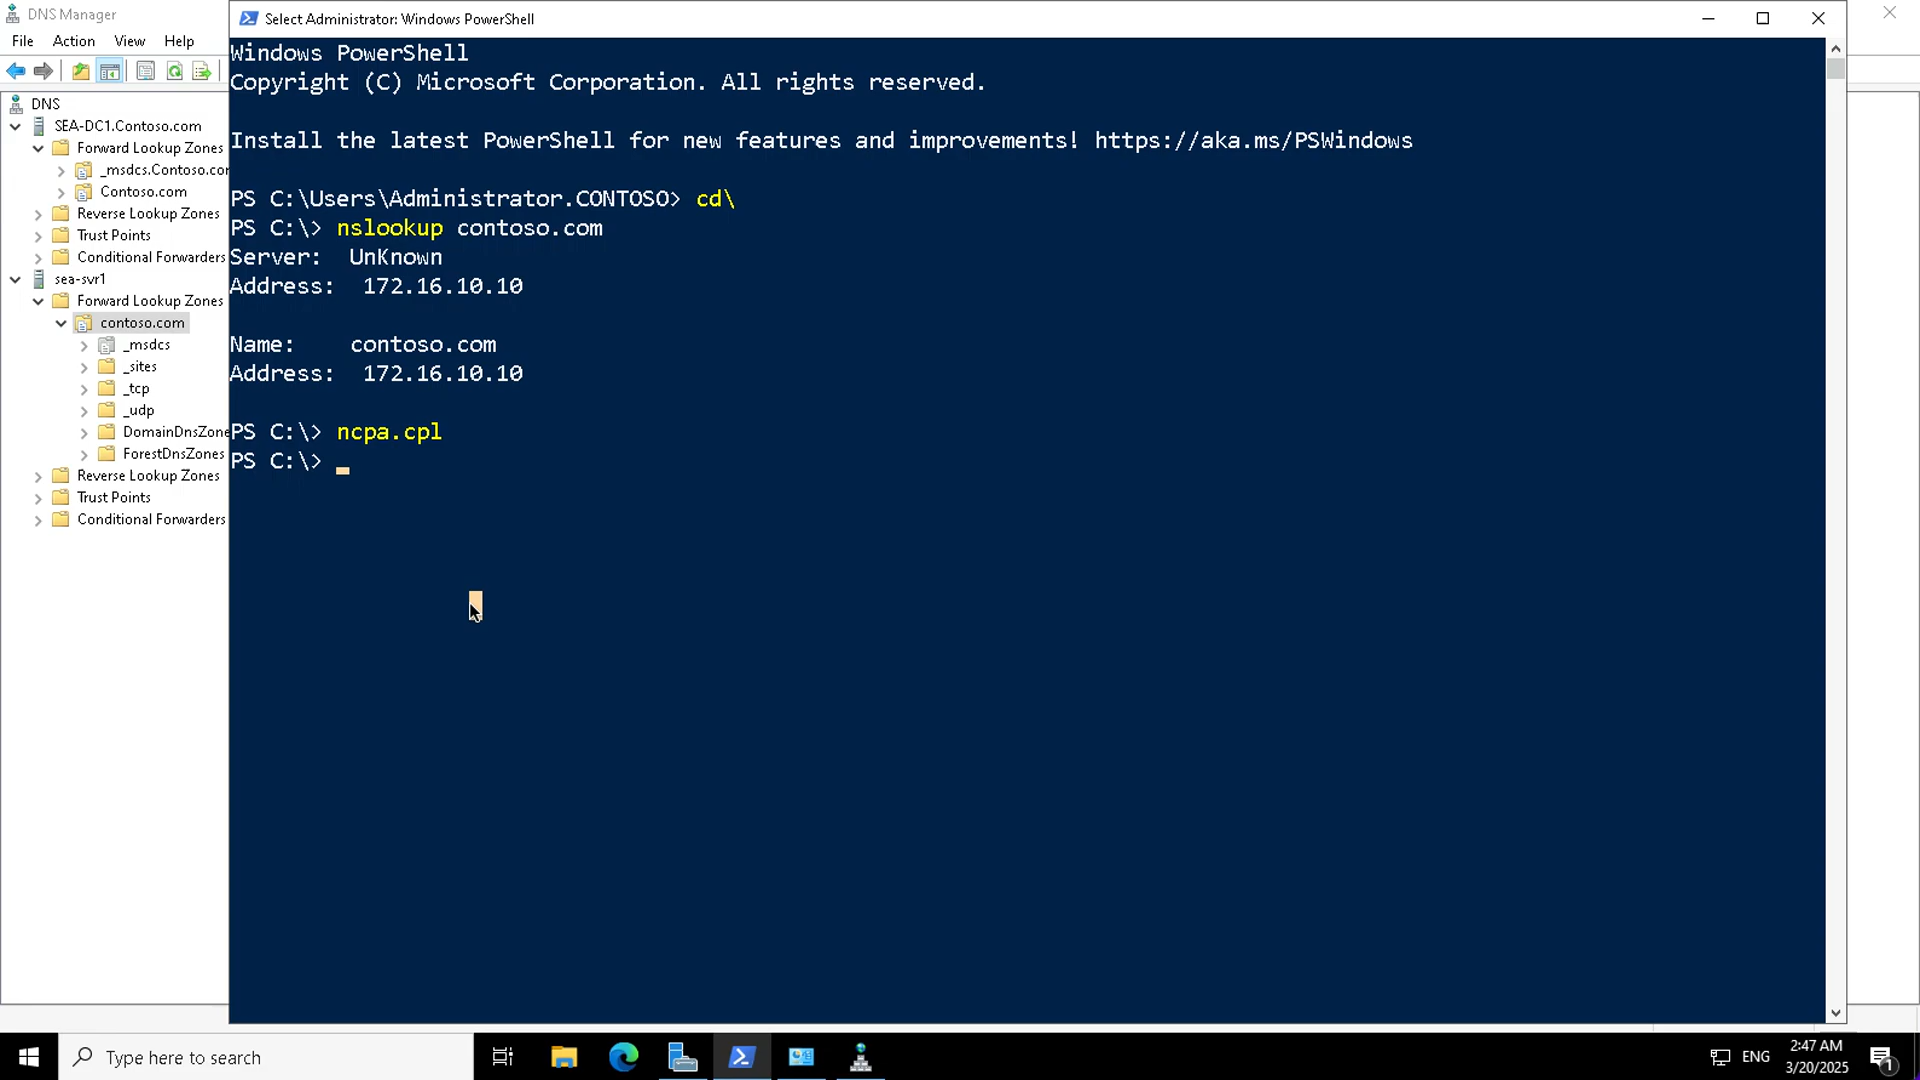 DNS Manager
File Action View Help
DNS
SEA-DC1.Contoso.com
Forward Lookup Zones
_msdcs.Contoso.cor
Contoso.com
Reverse Lookup Zones
Trust Points
Conditional Forwarders
sea-svr1
Forward Lookup Zones
contoso.com
_msdcs
_sites
_tcp
_udp
DomainDnsZone
ForestDnsZones
Reverse Lookup Zones
Trust Points
Conditional Forwarders
Select Administrator: Windows PowerShell
Windows PowerShell
Copyright (C) Microsoft Corporation. All rights reserved.
Install the latest PowerShell for new features and improvements! https://aka.ms/PSWindows
PS C:\Users\Administrator.CONTOSO> cd\
PS C:\> nslookup contoso.com
Server:  UnKnown
Address:  172.16.10.10
Name:    contoso.com
Address:  172.16.10.10
PS C:\> ncpa.cpl
PS C:\>
Type here to search
ENG
2:47 AM
3/20/2025
1